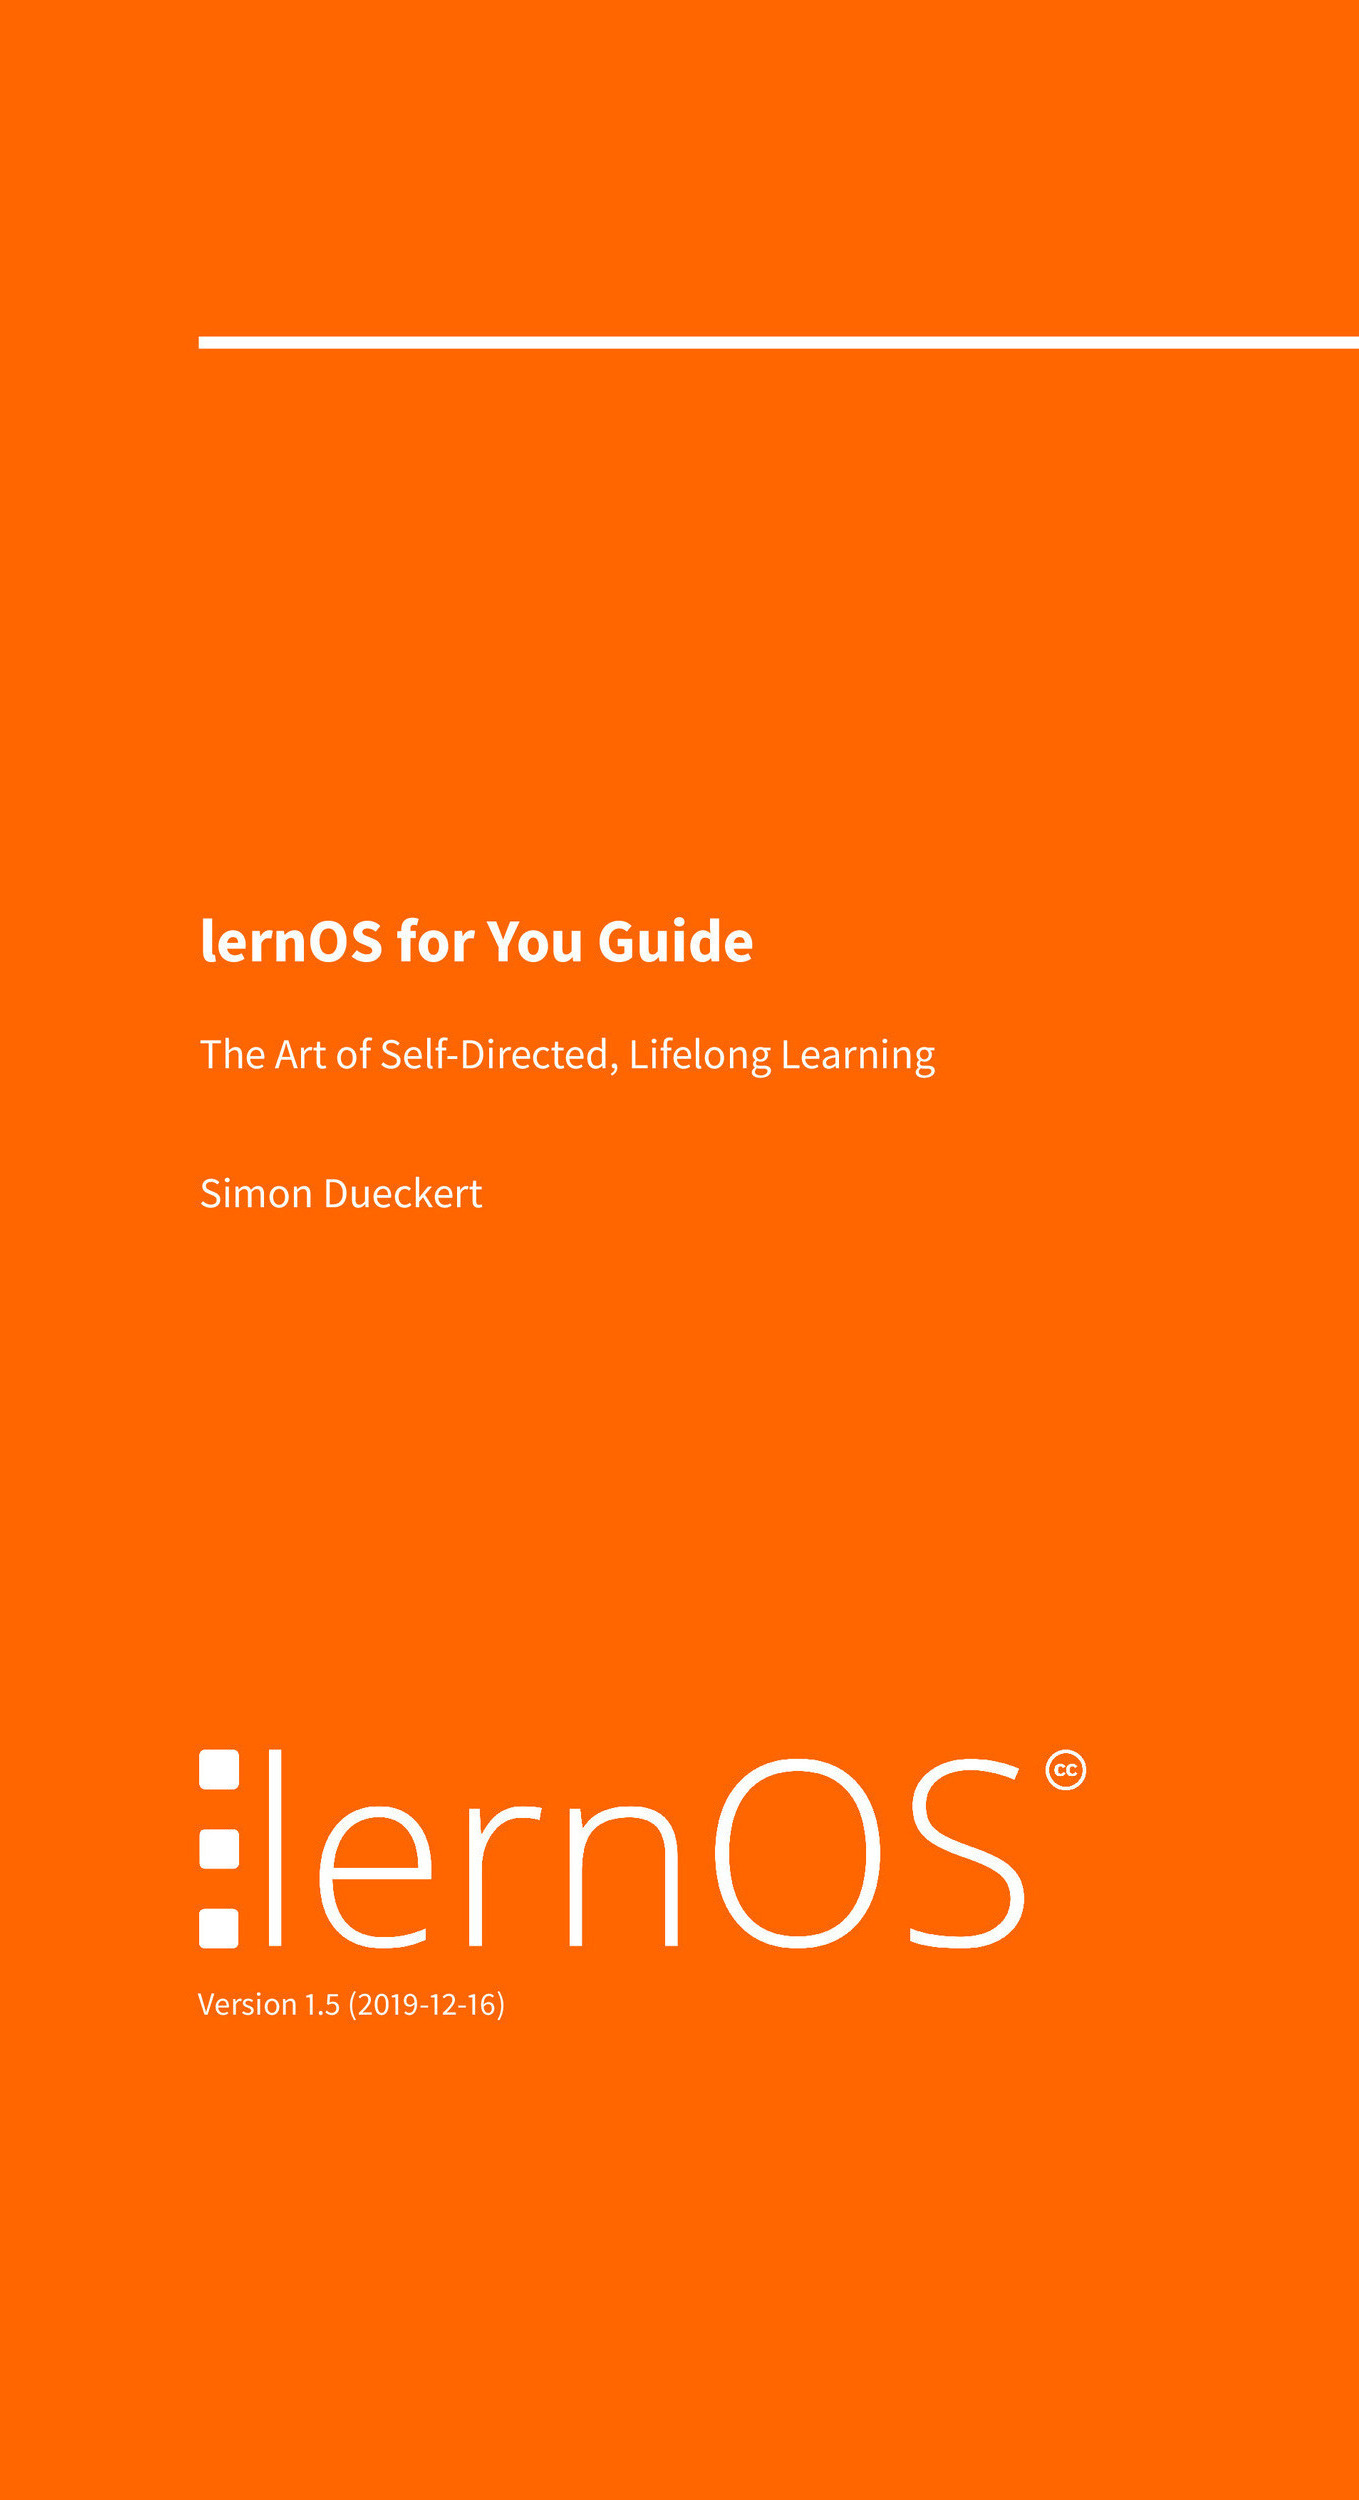 lernOS for You Guide
The Art of Self-Directed, Lifelong Learning
Simon Dueckert
lernOS
cc
Version 1.5 (2019-12-16)